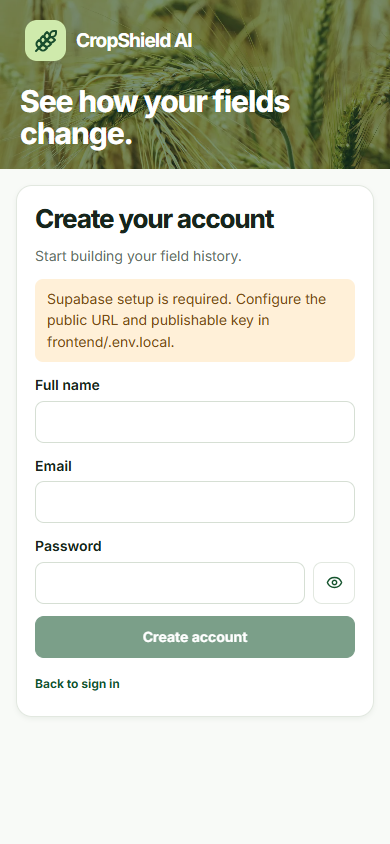 CropShield AI
See how your fields
change.
Create your account
Start building your field history.
Supabase setup is required. Configure the
public URL and publishable key in
frontend/.env.local.
Full name
Email
Password
Create account
Back to sign in